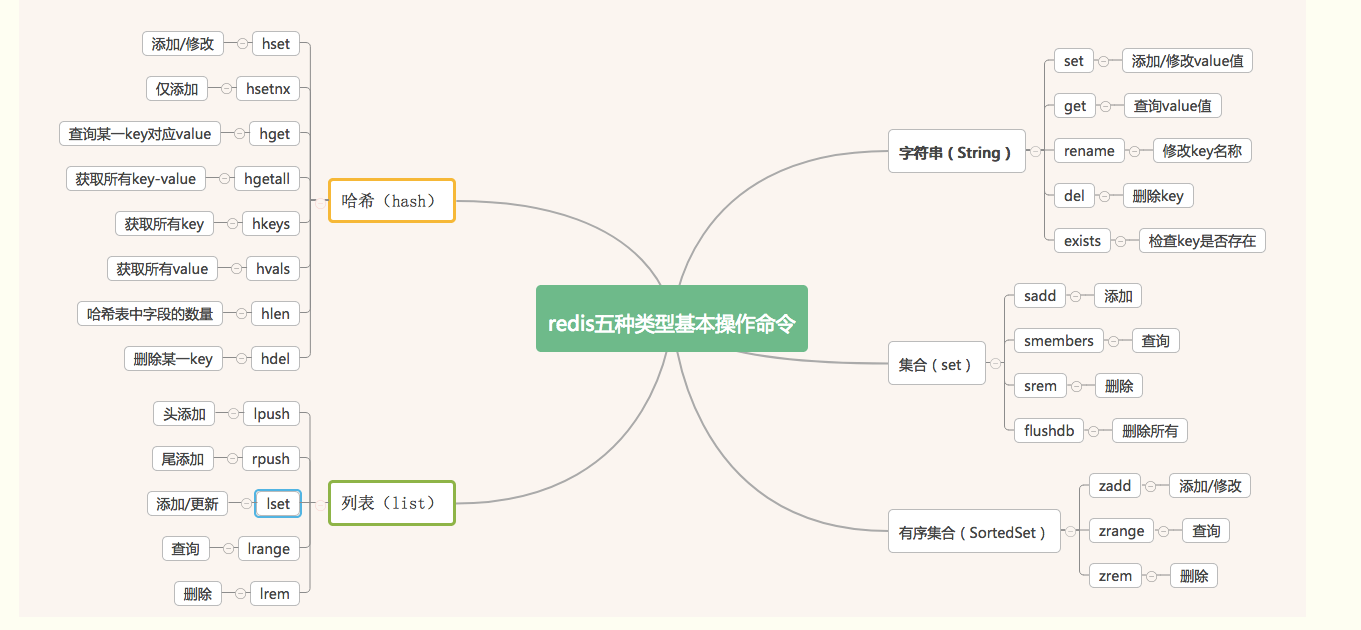 redis五种类型基本操作命令
字符串（String）
set
添加/修改value值
get
查询value值
rename
修改key名称
del
删除key
exists
检查key是否存在
集合（set）
sadd
添加
smembers
查询
srem
删除
flushdb
删除所有
有序集合（SortedSet）
zadd
添加/修改
zrange
查询
zrem
删除
哈希（hash）
hset
添加/修改
hsetnx
仅添加
hget
查询某一key对应value
hgetall
获取所有key-value
hkeys
获取所有key
hvals
获取所有value
hlen
哈希表中字段的数量
hdel
删除某一key
列表（list）
lpush
头添加
rpush
尾添加
lset
添加/更新
lrange
查询
lrem
删除